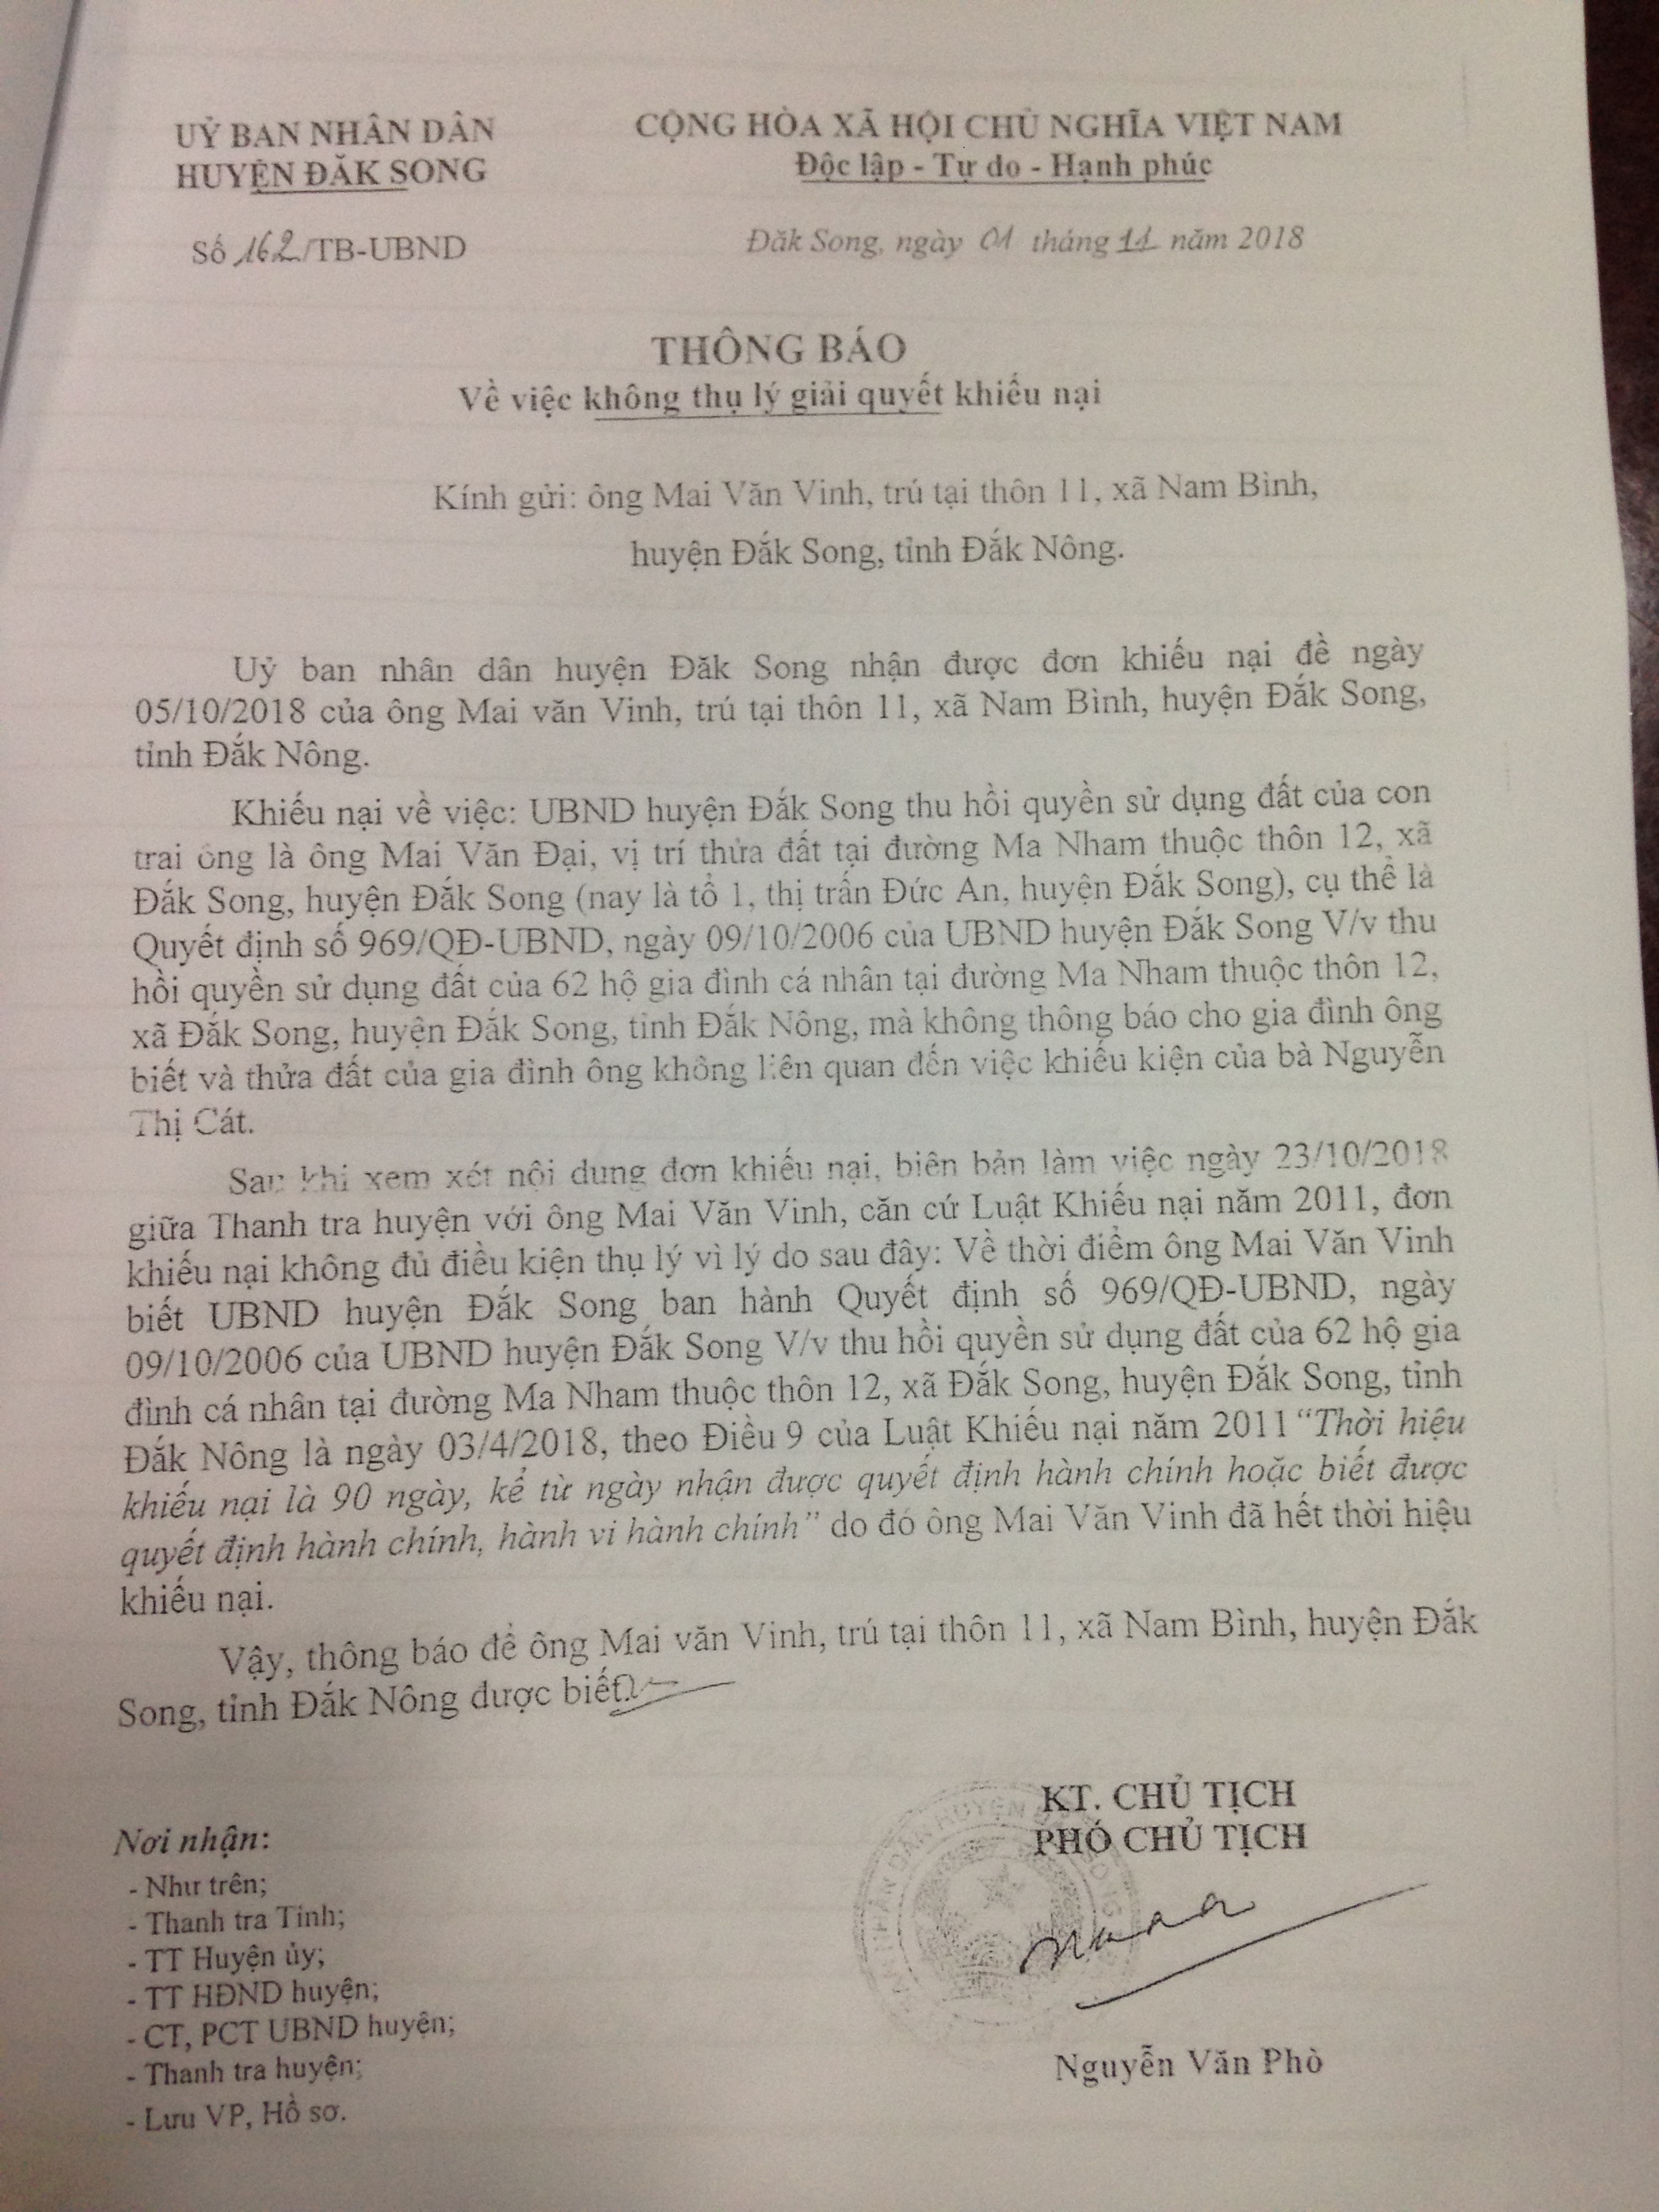 UỶ BAN NHÂN DÂN
HUYỆN ĐĂK SONG
CỘNG HÒA XÃ HỘI CHỦ NGHĨA VIỆT NAM
Độc lập - Tự do - Hạnh phúc
Số 162/TB-UBND
Đăk Song, ngày 01 tháng 11 năm 2018
THÔNG BÁO
Về việc không thụ lý giải quyết khiếu nại
Kính gửi: ông Mai Văn Vinh, trú tại thôn 11, xã Nam Bình,
huyện Đắk Song, tỉnh Đắk Nông.
Uỷ ban nhân dân huyện Đăk Song nhận được đơn khiếu nại đề ngày
05/10/2018 của ông Mai văn Vinh, trú tại thôn 11, xã Nam Bình, huyện Đắk Song,
tỉnh Đắk Nông.
Khiếu nại về việc: UBND huyện Đắk Song thu hồi quyền sử dụng đất của con
trai ông là ông Mai Văn Đại, vị trí thửa đất tại đường Ma Nham thuộc thôn 12, xã
Đắk Song, huyện Đắk Song (nay là tổ 1, thị trấn Đức An, huyện Đắk Song), cụ thể là
Quyết định số 969/QĐ-UBND, ngày 09/10/2006 của UBND huyện Đắk Song V/v thu
hồi quyền sử dụng đất của 62 hộ gia đình cá nhân tại đường Ma Nham thuộc thôn 12,
xã Đắk Song, huyện Đắk Song, tỉnh Đắk Nông, mà không thông báo cho gia đình ông
biết và thửa đất của gia đình ông không liên quan đến việc khiếu kiện của bà Nguyễn
Thị Cát.
Sau khi xem xét nội dung đơn khiếu nại, biên bản làm việc ngày 23/10/2018
giữa Thanh tra huyện với ông Mai Văn Vinh, căn cứ Luật Khiếu nại năm 2011, đơn
khiếu nại không đủ điều kiện thụ lý vì lý do sau đây: Về thời điểm ông Mai Văn Vinh
biết UBND huyện Đắk Song ban hành Quyết định số 969/QĐ-UBND, ngày
09/10/2006 của UBND huyện Đắk Song V/v thu hồi quyền sử dụng đất của 62 hộ gia
đình cá nhân tại đường Ma Nham thuộc thôn 12, xã Đắk Song, huyện Đắk Song, tỉnh
Đắk Nông là ngày 03/4/2018, theo Điều 9 của Luật Khiếu nại năm 2011 “Thời hiệu
khiếu nại là 90 ngày, kể từ ngày nhận được quyết định hành chính hoặc biết được
quyết định hành chính, hành vi hành chính” do đó ông Mai Văn Vinh đã hết thời hiệu
khiếu nại.
Vậy, thông báo để ông Mai văn Vinh, trú tại thôn 11, xã Nam Bình, huyện Đắk
Song, tỉnh Đắk Nông được biết.
KT. CHỦ TỊCH
PHÓ CHỦ TỊCH
Nơi nhận:
- Như trên;
- Thanh tra Tỉnh;
- TT Huyện ủy;
- TT HĐND huyện;
- CT, PCT UBND huyện;
- Thanh tra huyện;
- Lưu VP, Hồ sơ.
Nguyễn Văn Phò